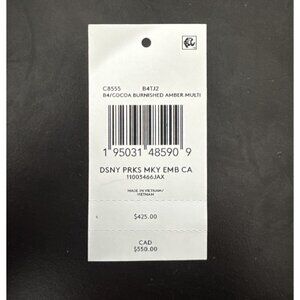 C8555 B4TJ2
B4/COCOA BURNISHED AMBER MULTI
1 95031 48590 9
DSNY PRKS MKY EMB CA
11003466JAX
MADE IN VIETNAM/
VIETNAM
$425.00
CAD
$550.00